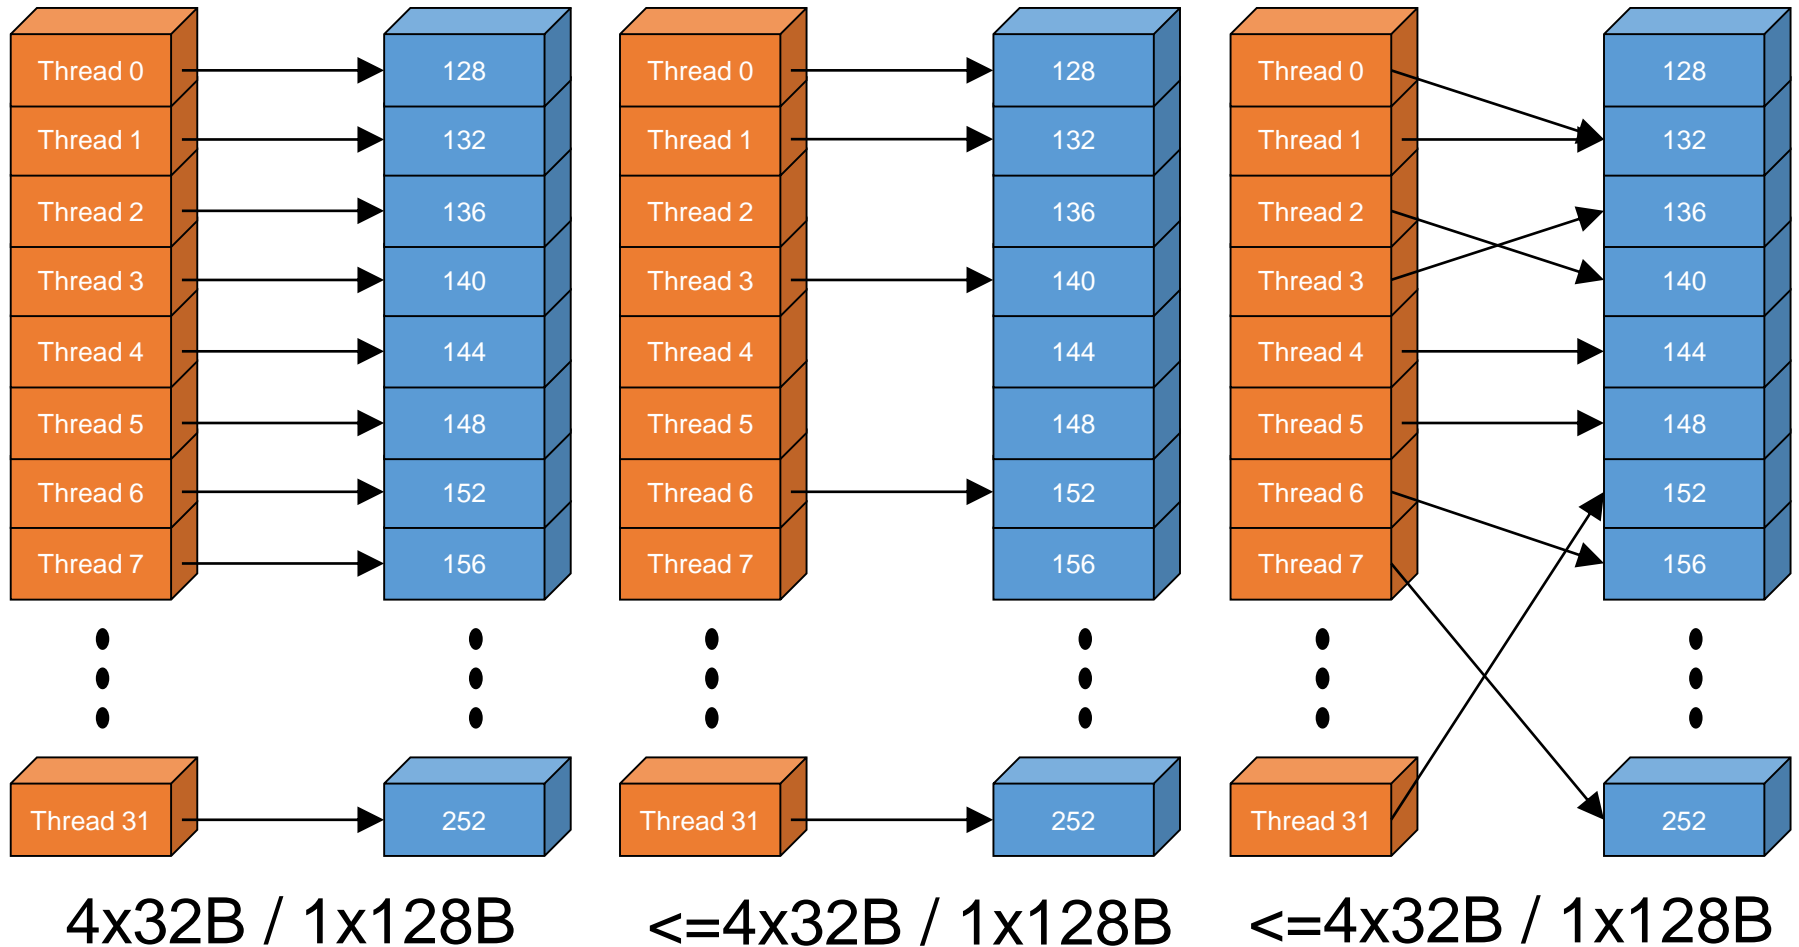 Thread 0 128 Thread 0 128 Thread 0 128
Thread 1 132 Thread 1 132 Thread 1 132
Thread 2 136 Thread 2 136 Thread 2 136
Thread 3 140 Thread 3 140 Thread 3 140
Thread 4 144 Thread 4 144 Thread 4 144
Thread 5 148 Thread 5 148 Thread 5 148
Thread 6 152 Thread 6 152 Thread 6 152
Thread 7 156 Thread 7 156 Thread 7 156
Thread 31 252 Thread 31 252 Thread 31 252
4x32B / 1x128B <=4x32B / 1x128B <=4x32B / 1x128B